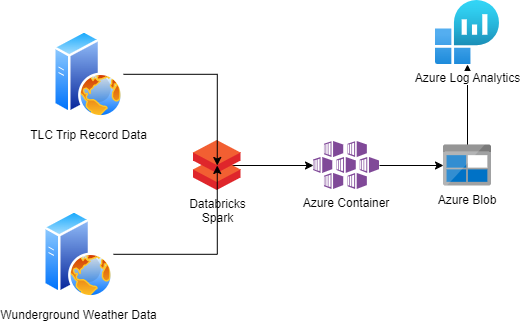 Azure Log Analytics
TLC Trip Record Data
Databricks
Spark
Azure Container
Azure Blob
Wunderground Weather Data